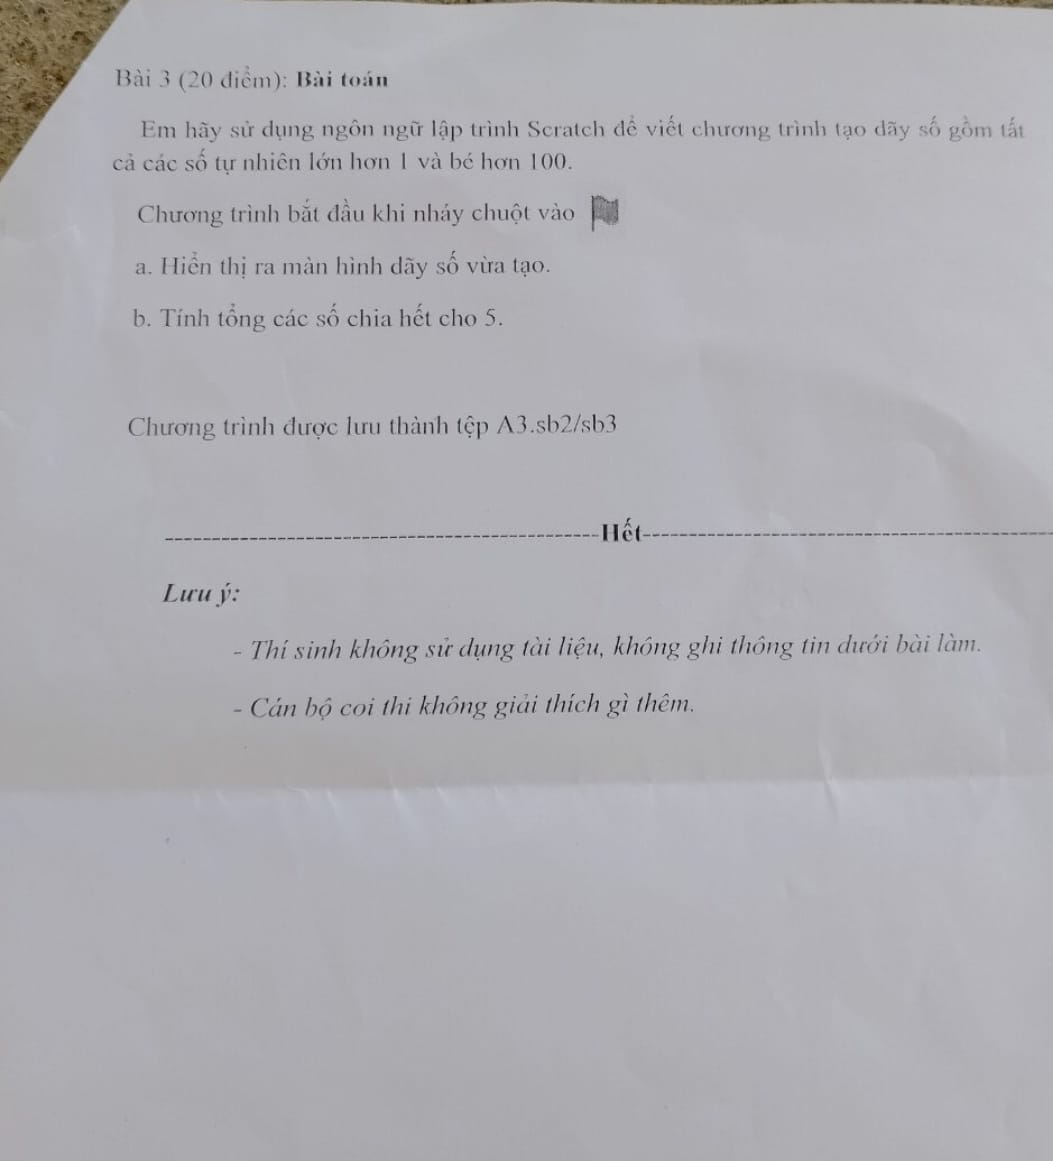 Bài 3 (20 điểm): Bài toán
Em hãy sử dụng ngôn ngữ lập trình Scratch để viết chương trình tạo dãy số gồm tất
cả các số tự nhiên lớn hơn 1 và bé hơn 100.
Chương trình bắt đầu khi nháy chuột vào
a. Hiển thị ra màn hình dãy số vừa tạo.
b. Tính tổng các số chia hết cho 5.
Chương trình được lưu thành tệp A3.sb2/sb3
----------------------------------------------Hết--------------------------------------------
Lưu ý:
- Thí sinh không sử dụng tài liệu, không ghi thông tin dưới bài làm.
- Cán bộ coi thi không giải thích gì thêm.